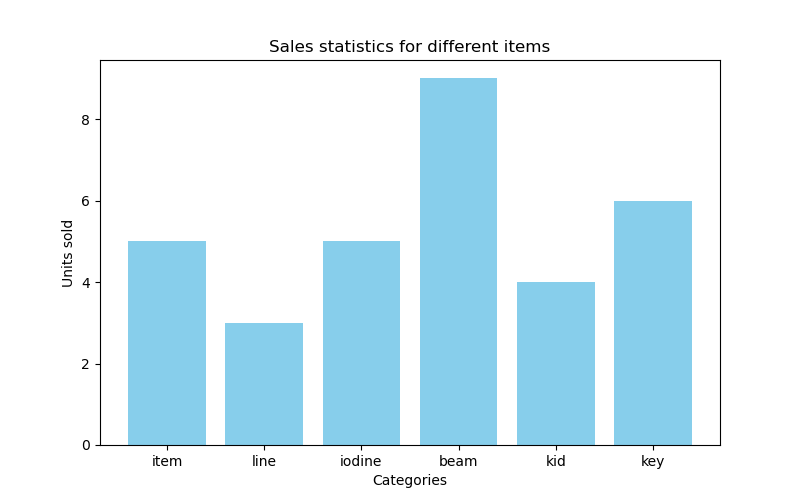 Sales statistics for different items
Units sold
8
6
4
2
0
item line iodine beam kid key
Categories